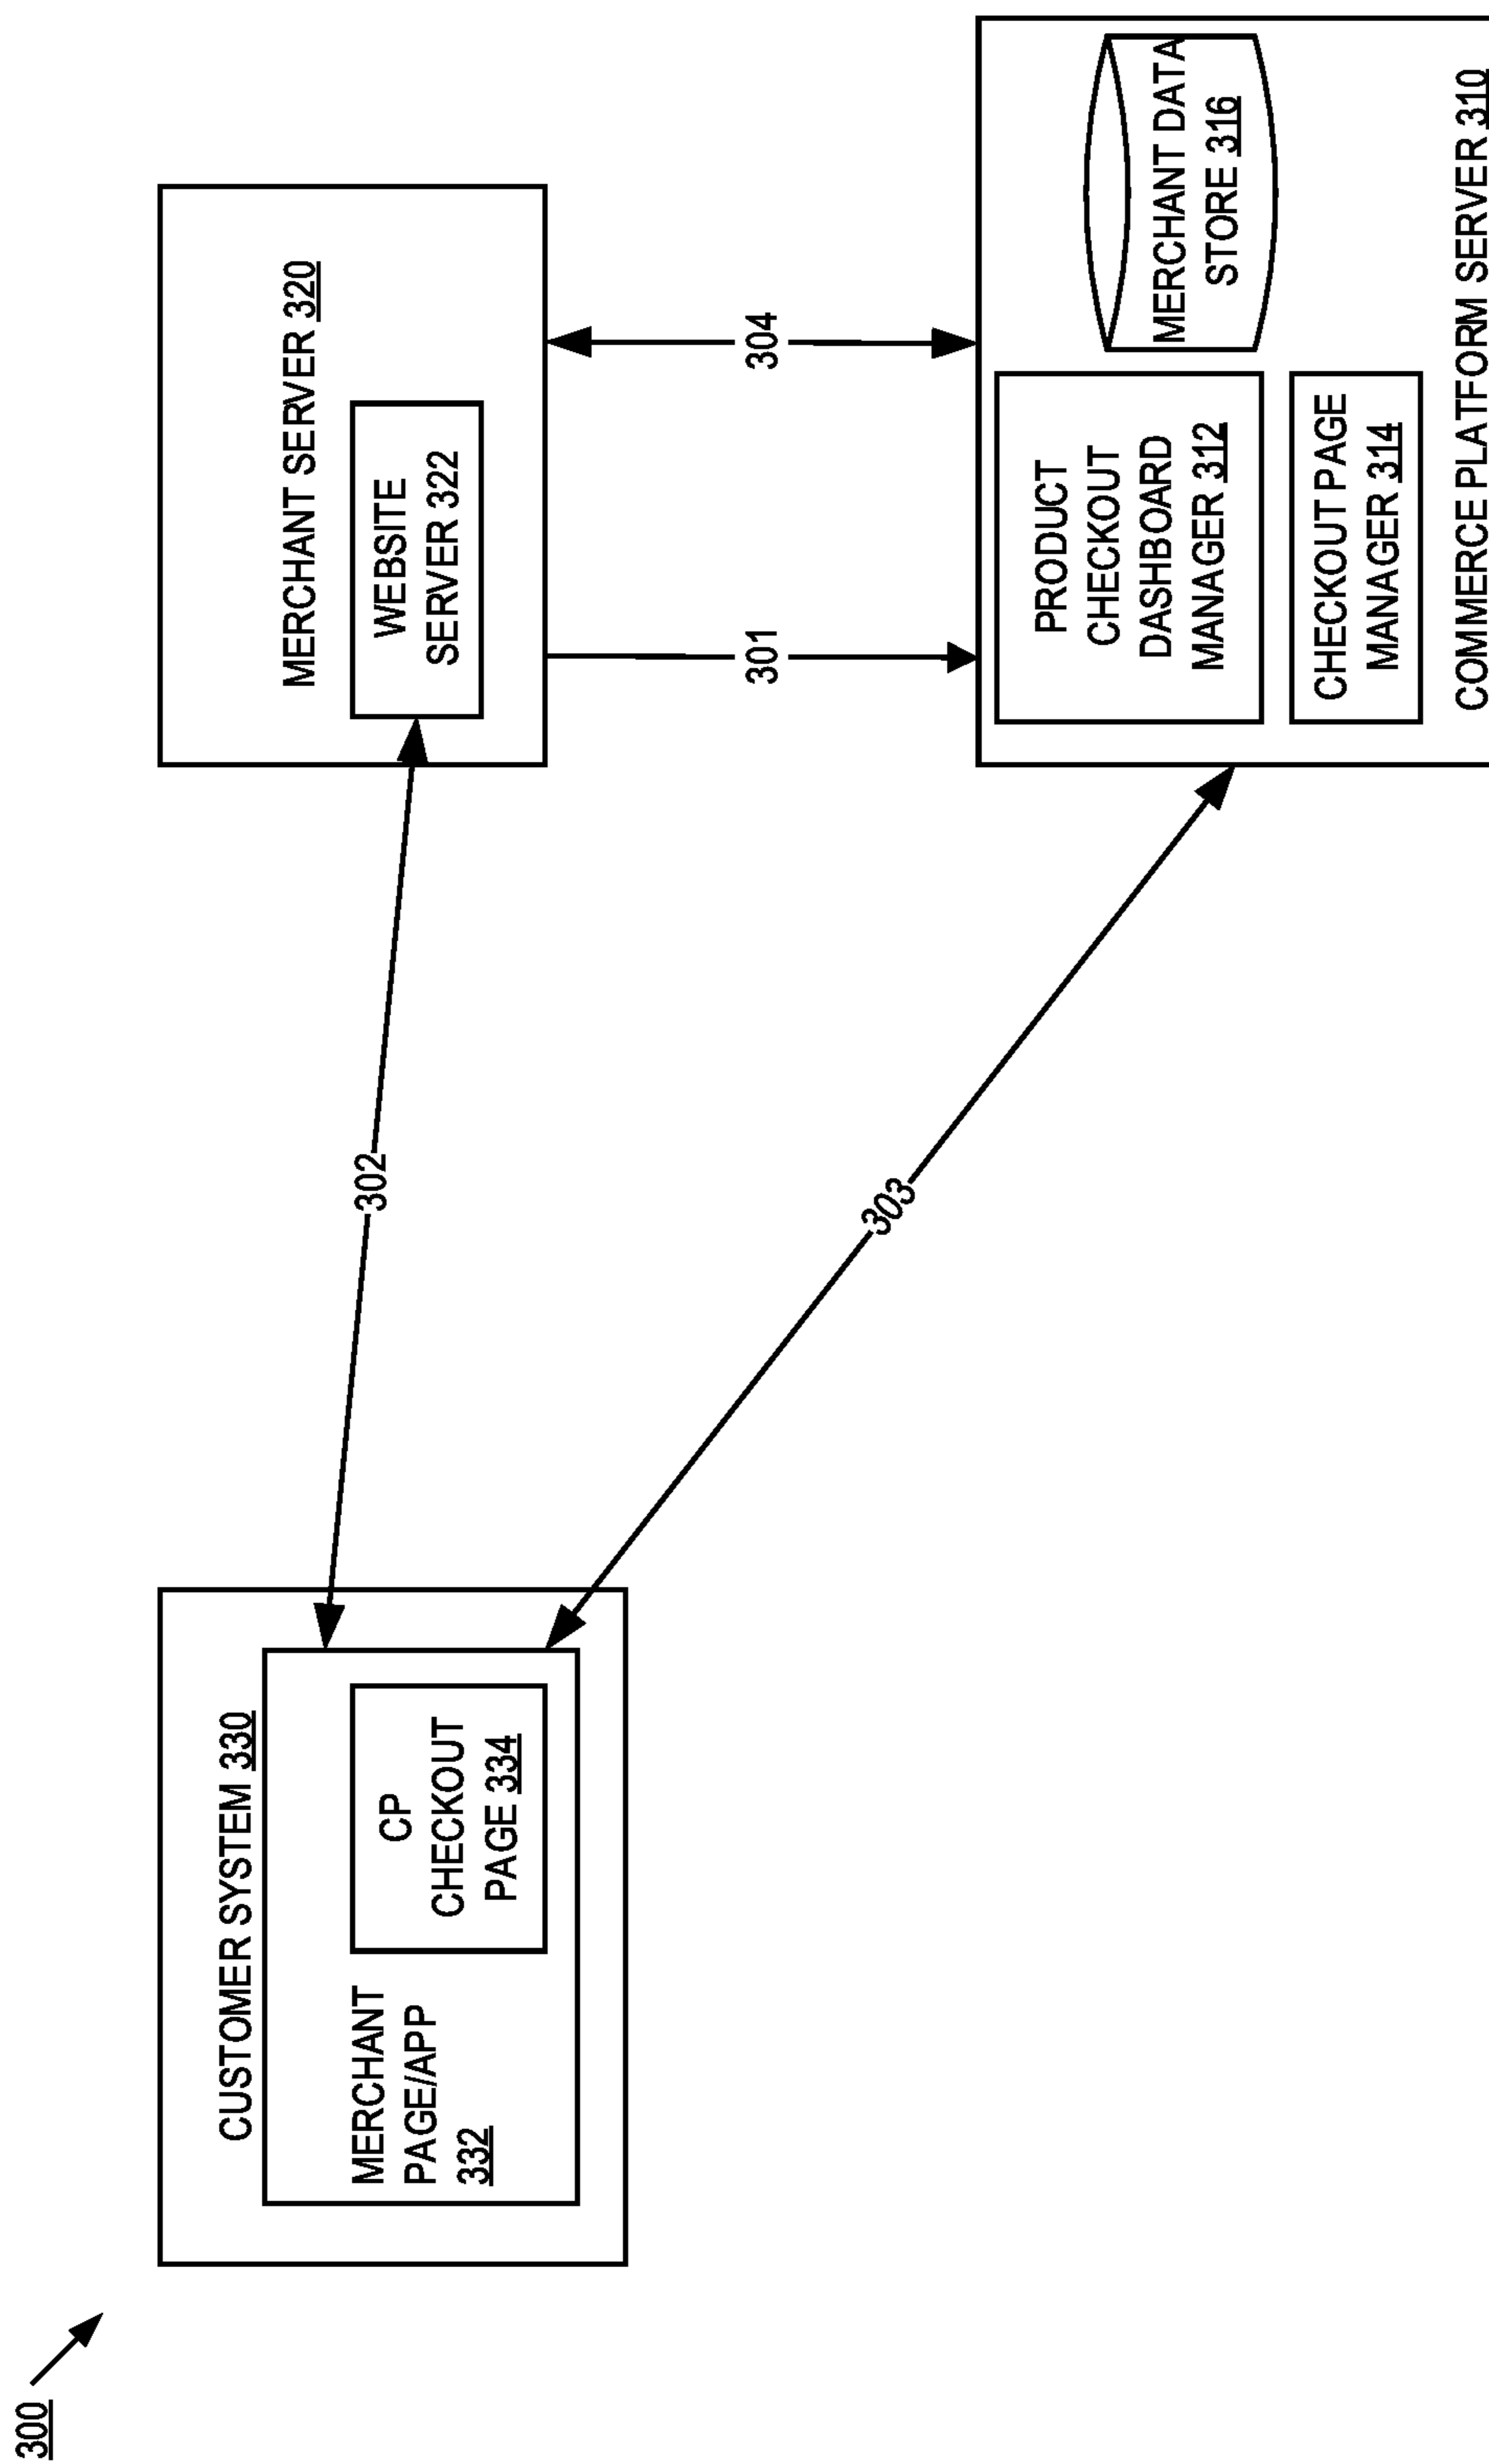 300
CUSTOMER SYSTEM 330
MERCHANT
PAGE/APP
332
CP
CHECKOUT
PAGE 334
302
303
MERCHANT SERVER 320
WEBSITE
SERVER 322
301
304
PRODUCT
CHECKOUT
DASHBOARD
MANAGER 312
MERCHANT DATA
STORE 316
CHECKOUT PAGE
MANAGER 314
COMMERCE PLATFORM SERVER 310